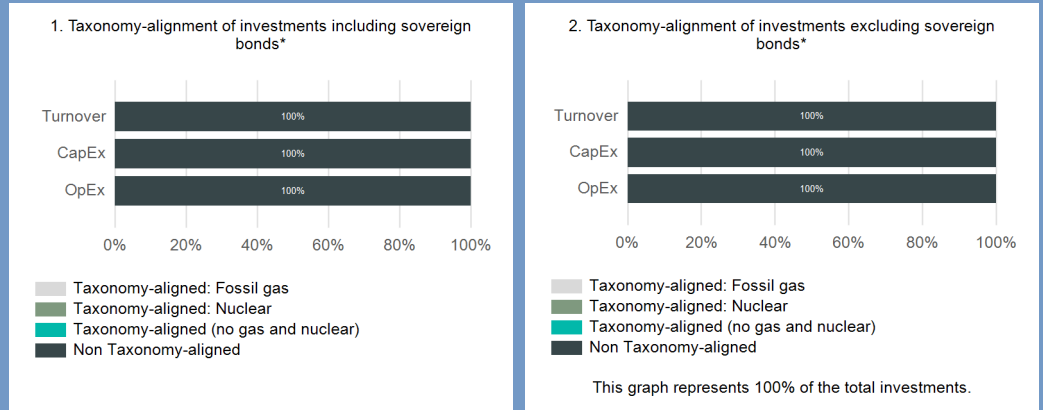 1. Taxonomy-alignment of investments including sovereign
bonds*
Turnover
100%
CapEx
100%
OpEx
100%
0% 20% 40% 60% 80% 100%
Taxonomy-aligned: Fossil gas
Taxonomy-aligned: Nuclear
Taxonomy-aligned (no gas and nuclear)
Non Taxonomy-aligned
2. Taxonomy-alignment of investments excluding sovereign
bonds*
Turnover
100%
CapEx
100%
OpEx
100%
0% 20% 40% 60% 80% 100%
Taxonomy-aligned: Fossil gas
Taxonomy-aligned: Nuclear
Taxonomy-aligned (no gas and nuclear)
Non Taxonomy-aligned
This graph represents 100% of the total investments.